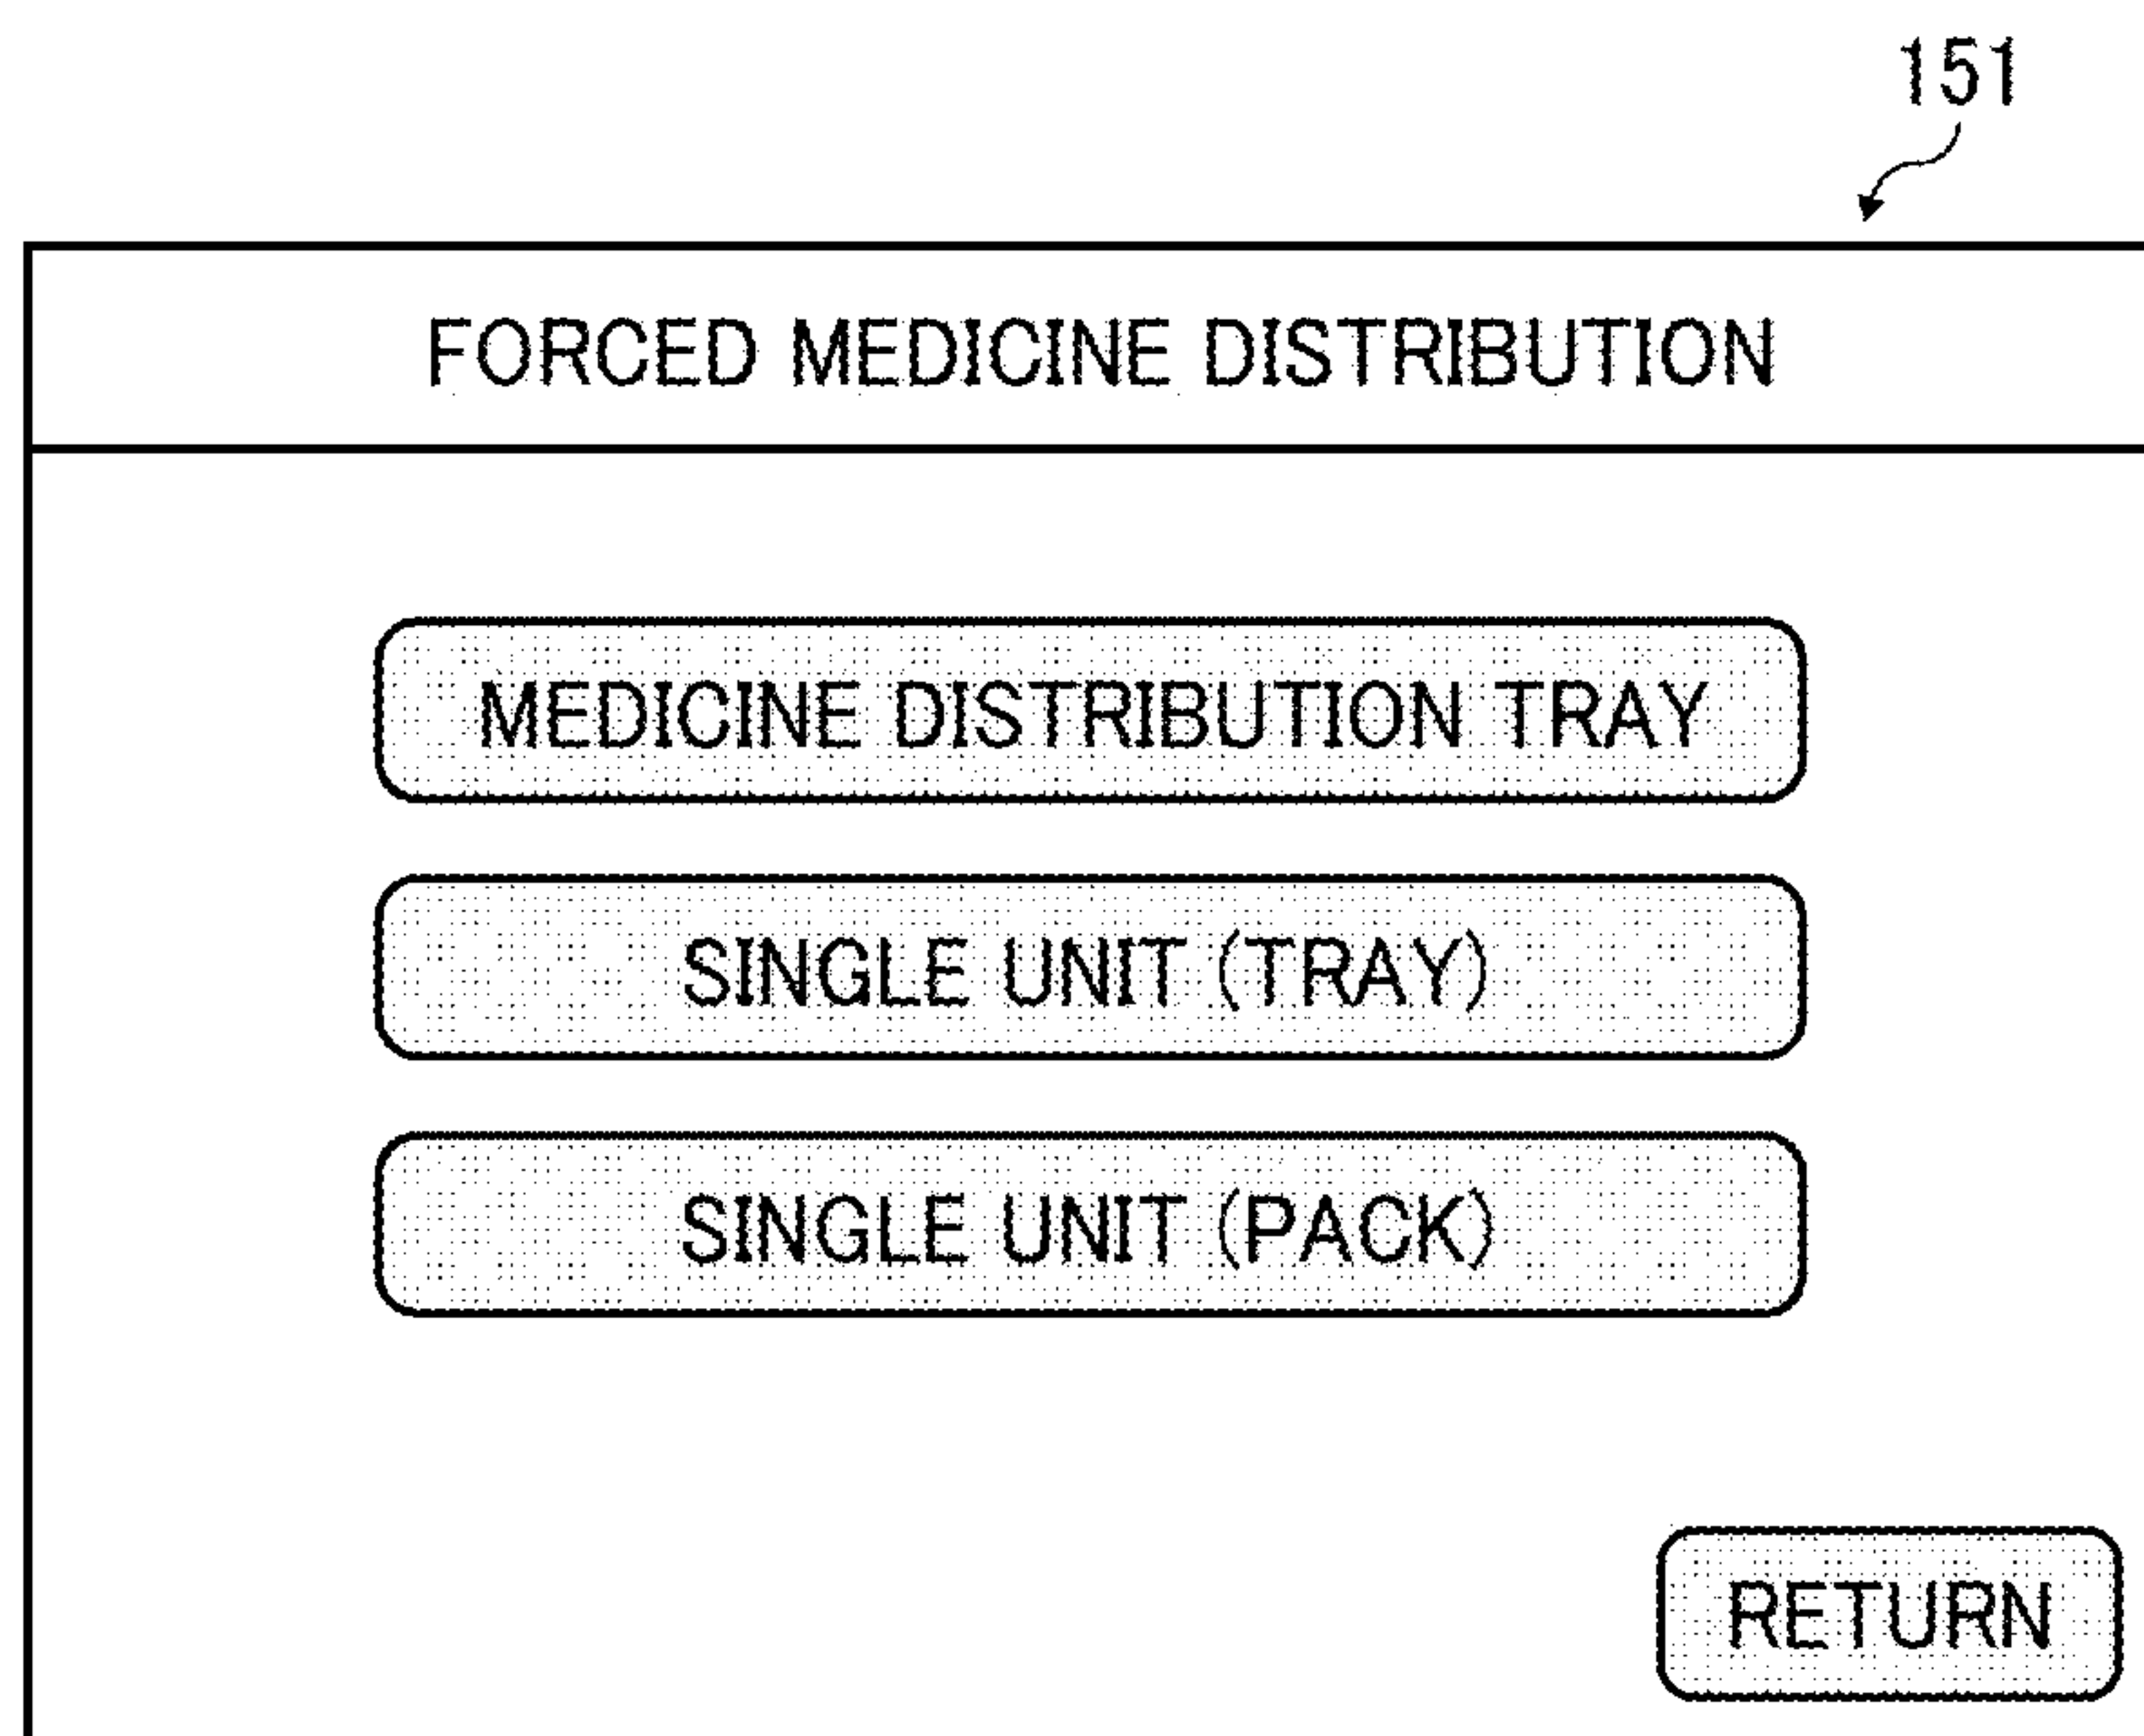 151
FORCED MEDICINE DISTRIBUTION
MEDICINE DISTRIBUTION TRAY
SINGLE UNIT (TRAY)
SINGLE UNIT (PACK)
RETURN